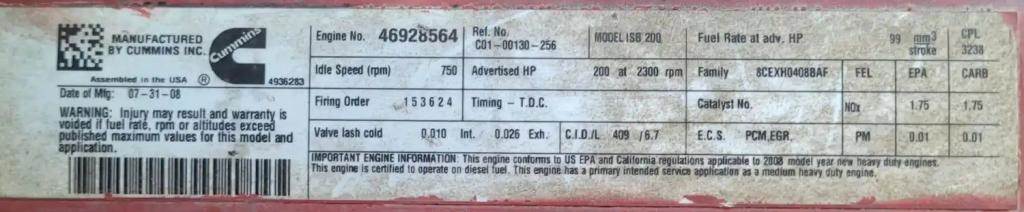 MANUFACTURED
BY CUMMINS INC.
Cummins
Assembled in the USA ® 4936283
Date of Mfg: 07-31-08
WARNING: Injury may result and warranty is
voided if fuel rate, rpm or altitudes exceed
published maximum values for this model and
application.
Engine No. 46928564 Ref. No. C01-00130-256 MODEL ISB 200 Fuel Rate at adv. HP 99 mm3 stroke CPL 3238
Idle Speed (rpm) 750 Advertised HP 200 at 2300 rpm Family 8CEXH0408BAF FEL EPA CARB
Firing Order 153624 Timing - T.D.C. Catalyst No. NOx 1.75 1.75
Valve lash cold 0.010 Int. 0.026 Exh. C.I.D./L 409 /6.7 E.C.S. PCM,EGR. PM 0.01 0.01
IMPORTANT ENGINE INFORMATION: This engine conforms to US EPA and California regulations applicable to 2008 model year new heavy duty engines.
This engine is certified to operate on diesel fuel. This engine has a primary intended service application as a medium heavy duty engine.